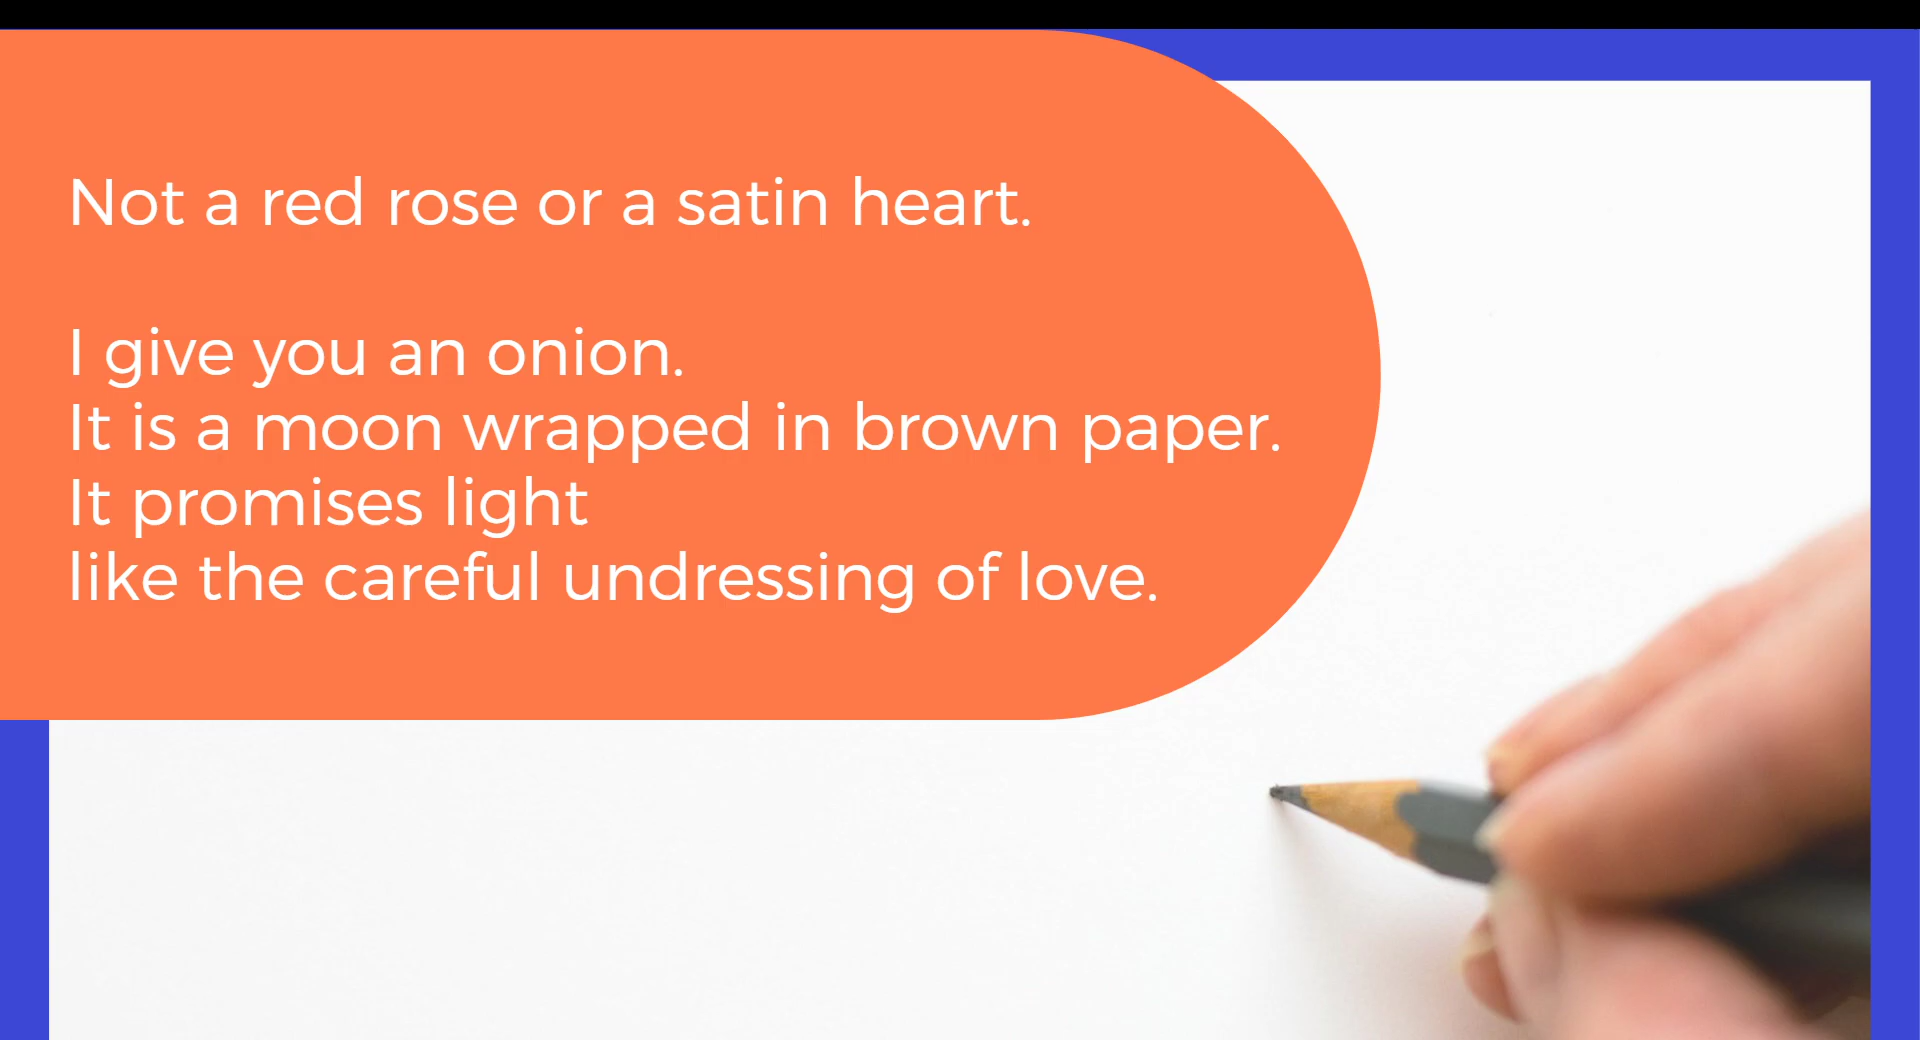 Not a red rose or a satin heart.
I give you an onion.
It is a moon wrapped in brown paper.
It promises light
like the careful undressing of love.